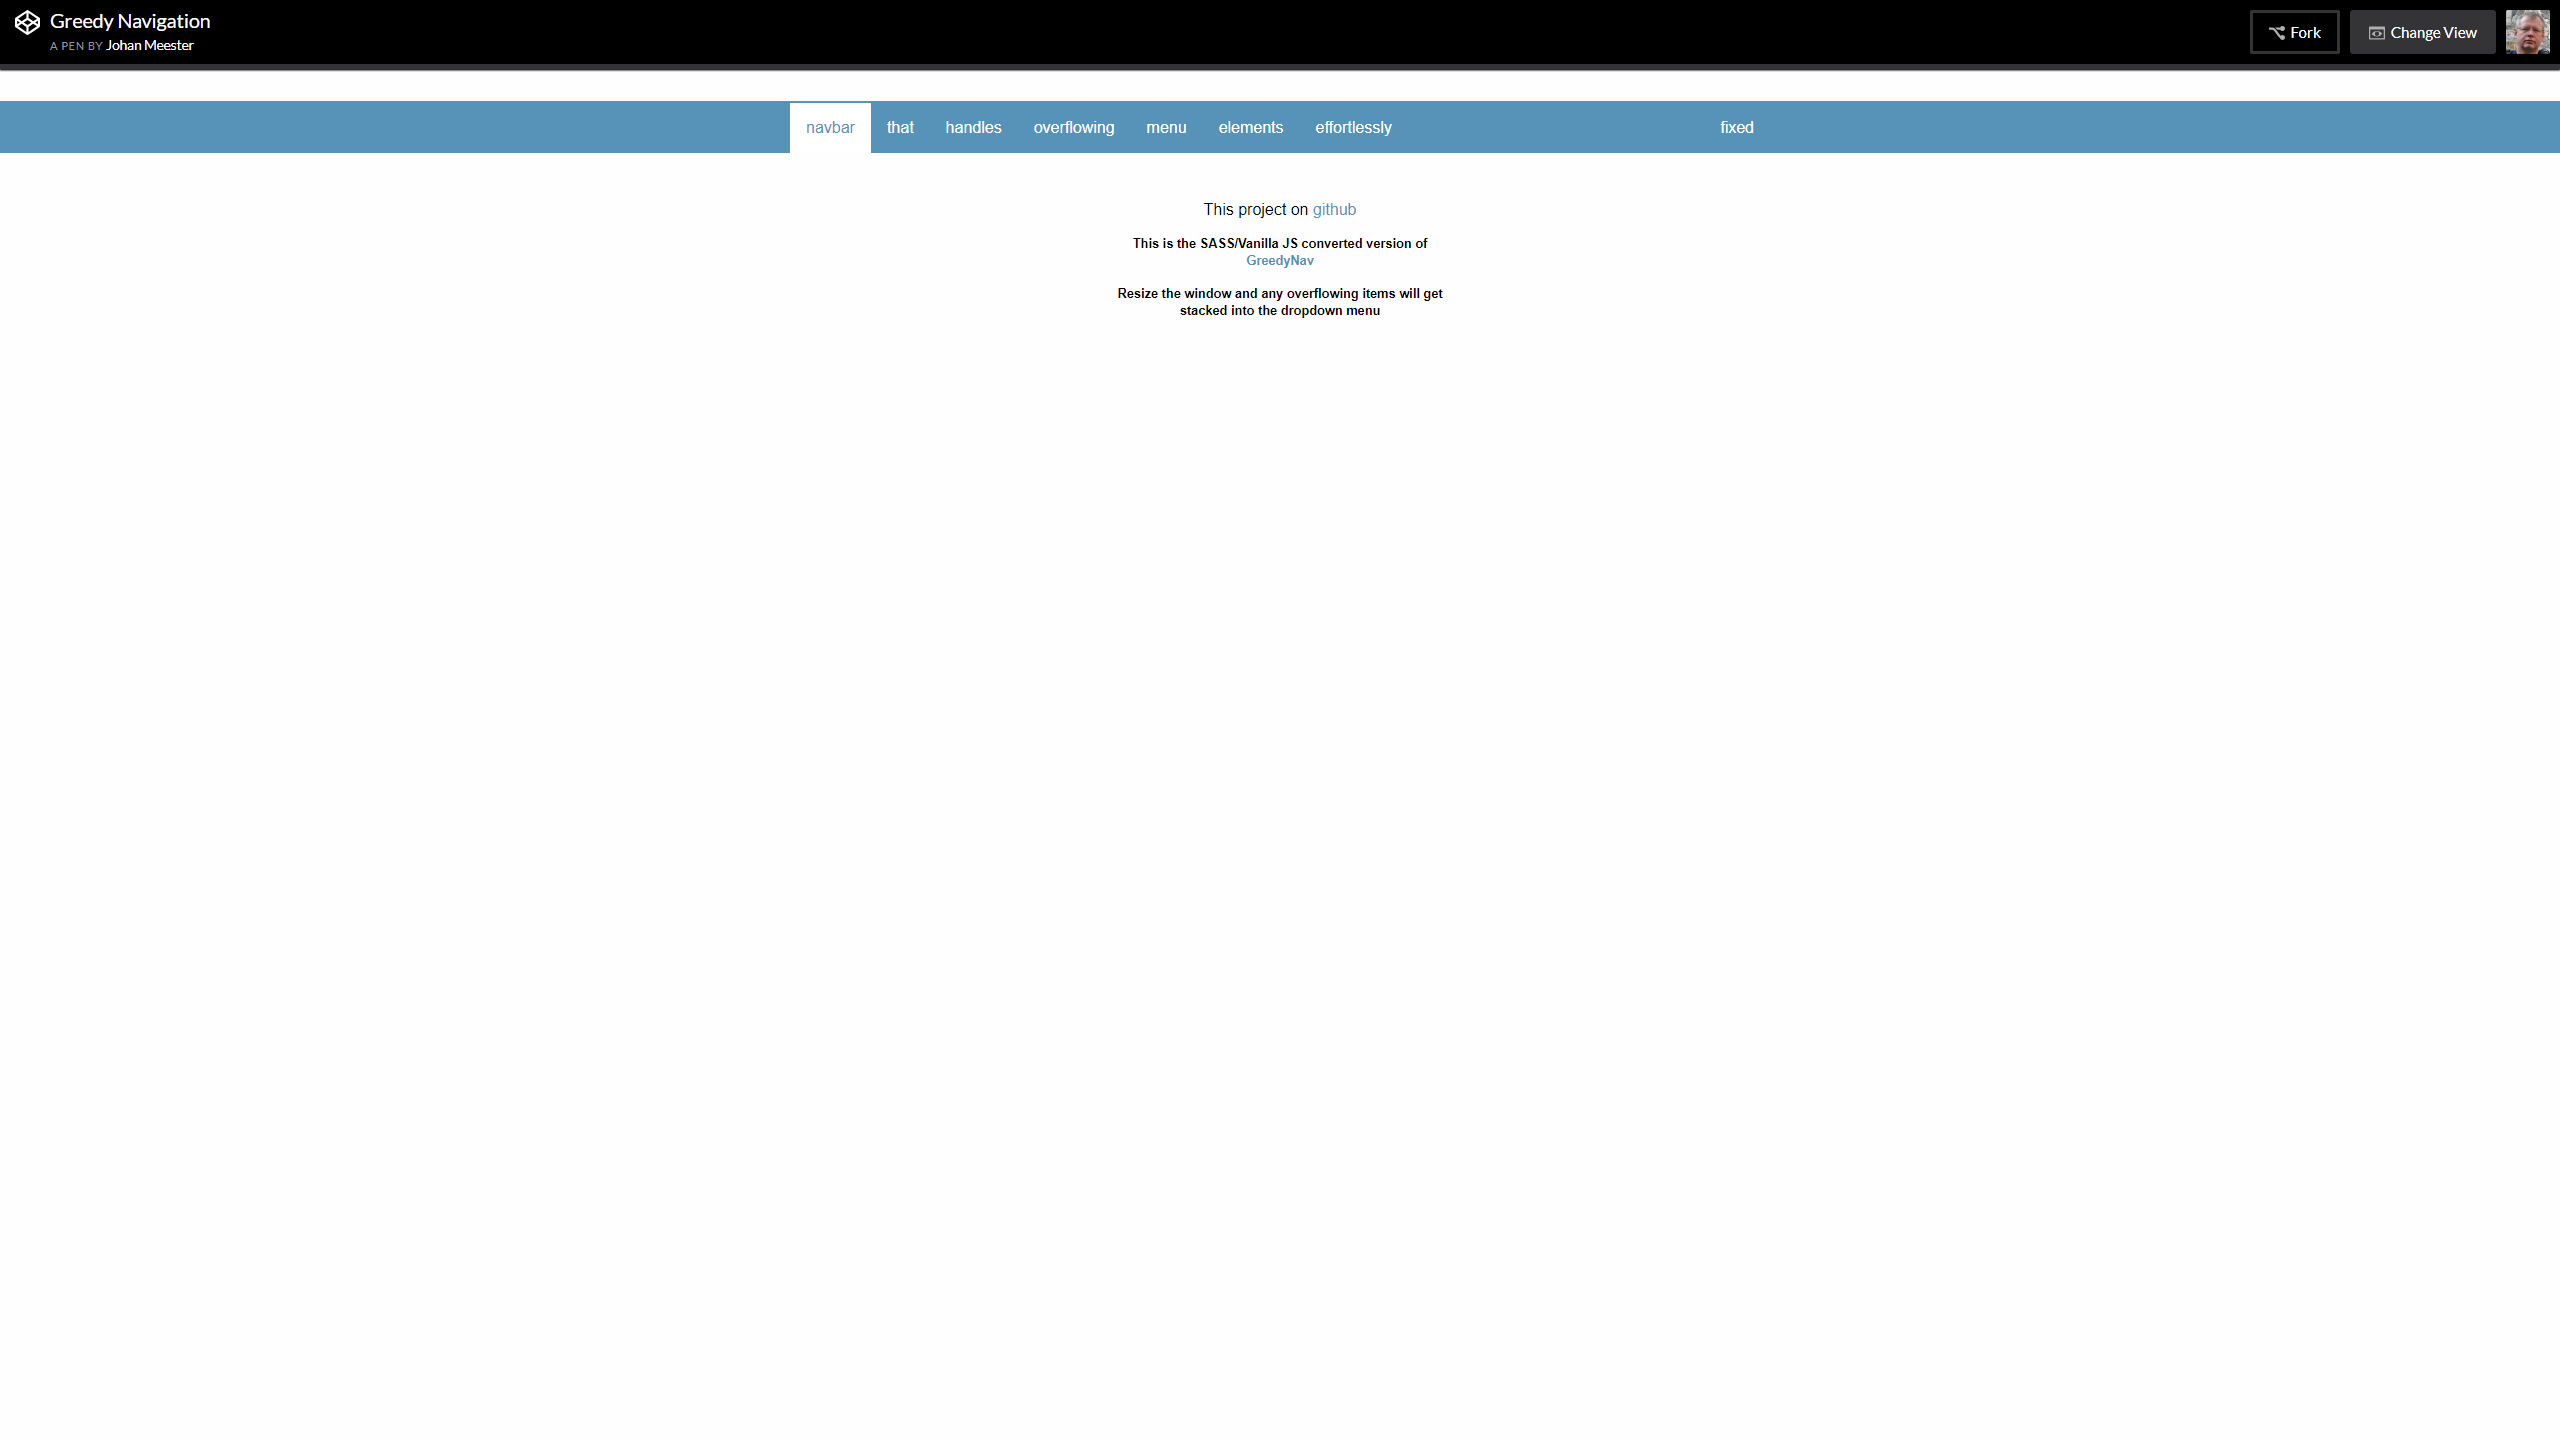 Greedy Navigation
A PEN BY Johan Meester
Fork
Change View
navbar that handles overflowing menu elements effortlessly fixed
This project on github
This is the SASS/Vanilla JS converted version of
GreedyNav
Resize the window and any overflowing items will get
stacked into the dropdown menu